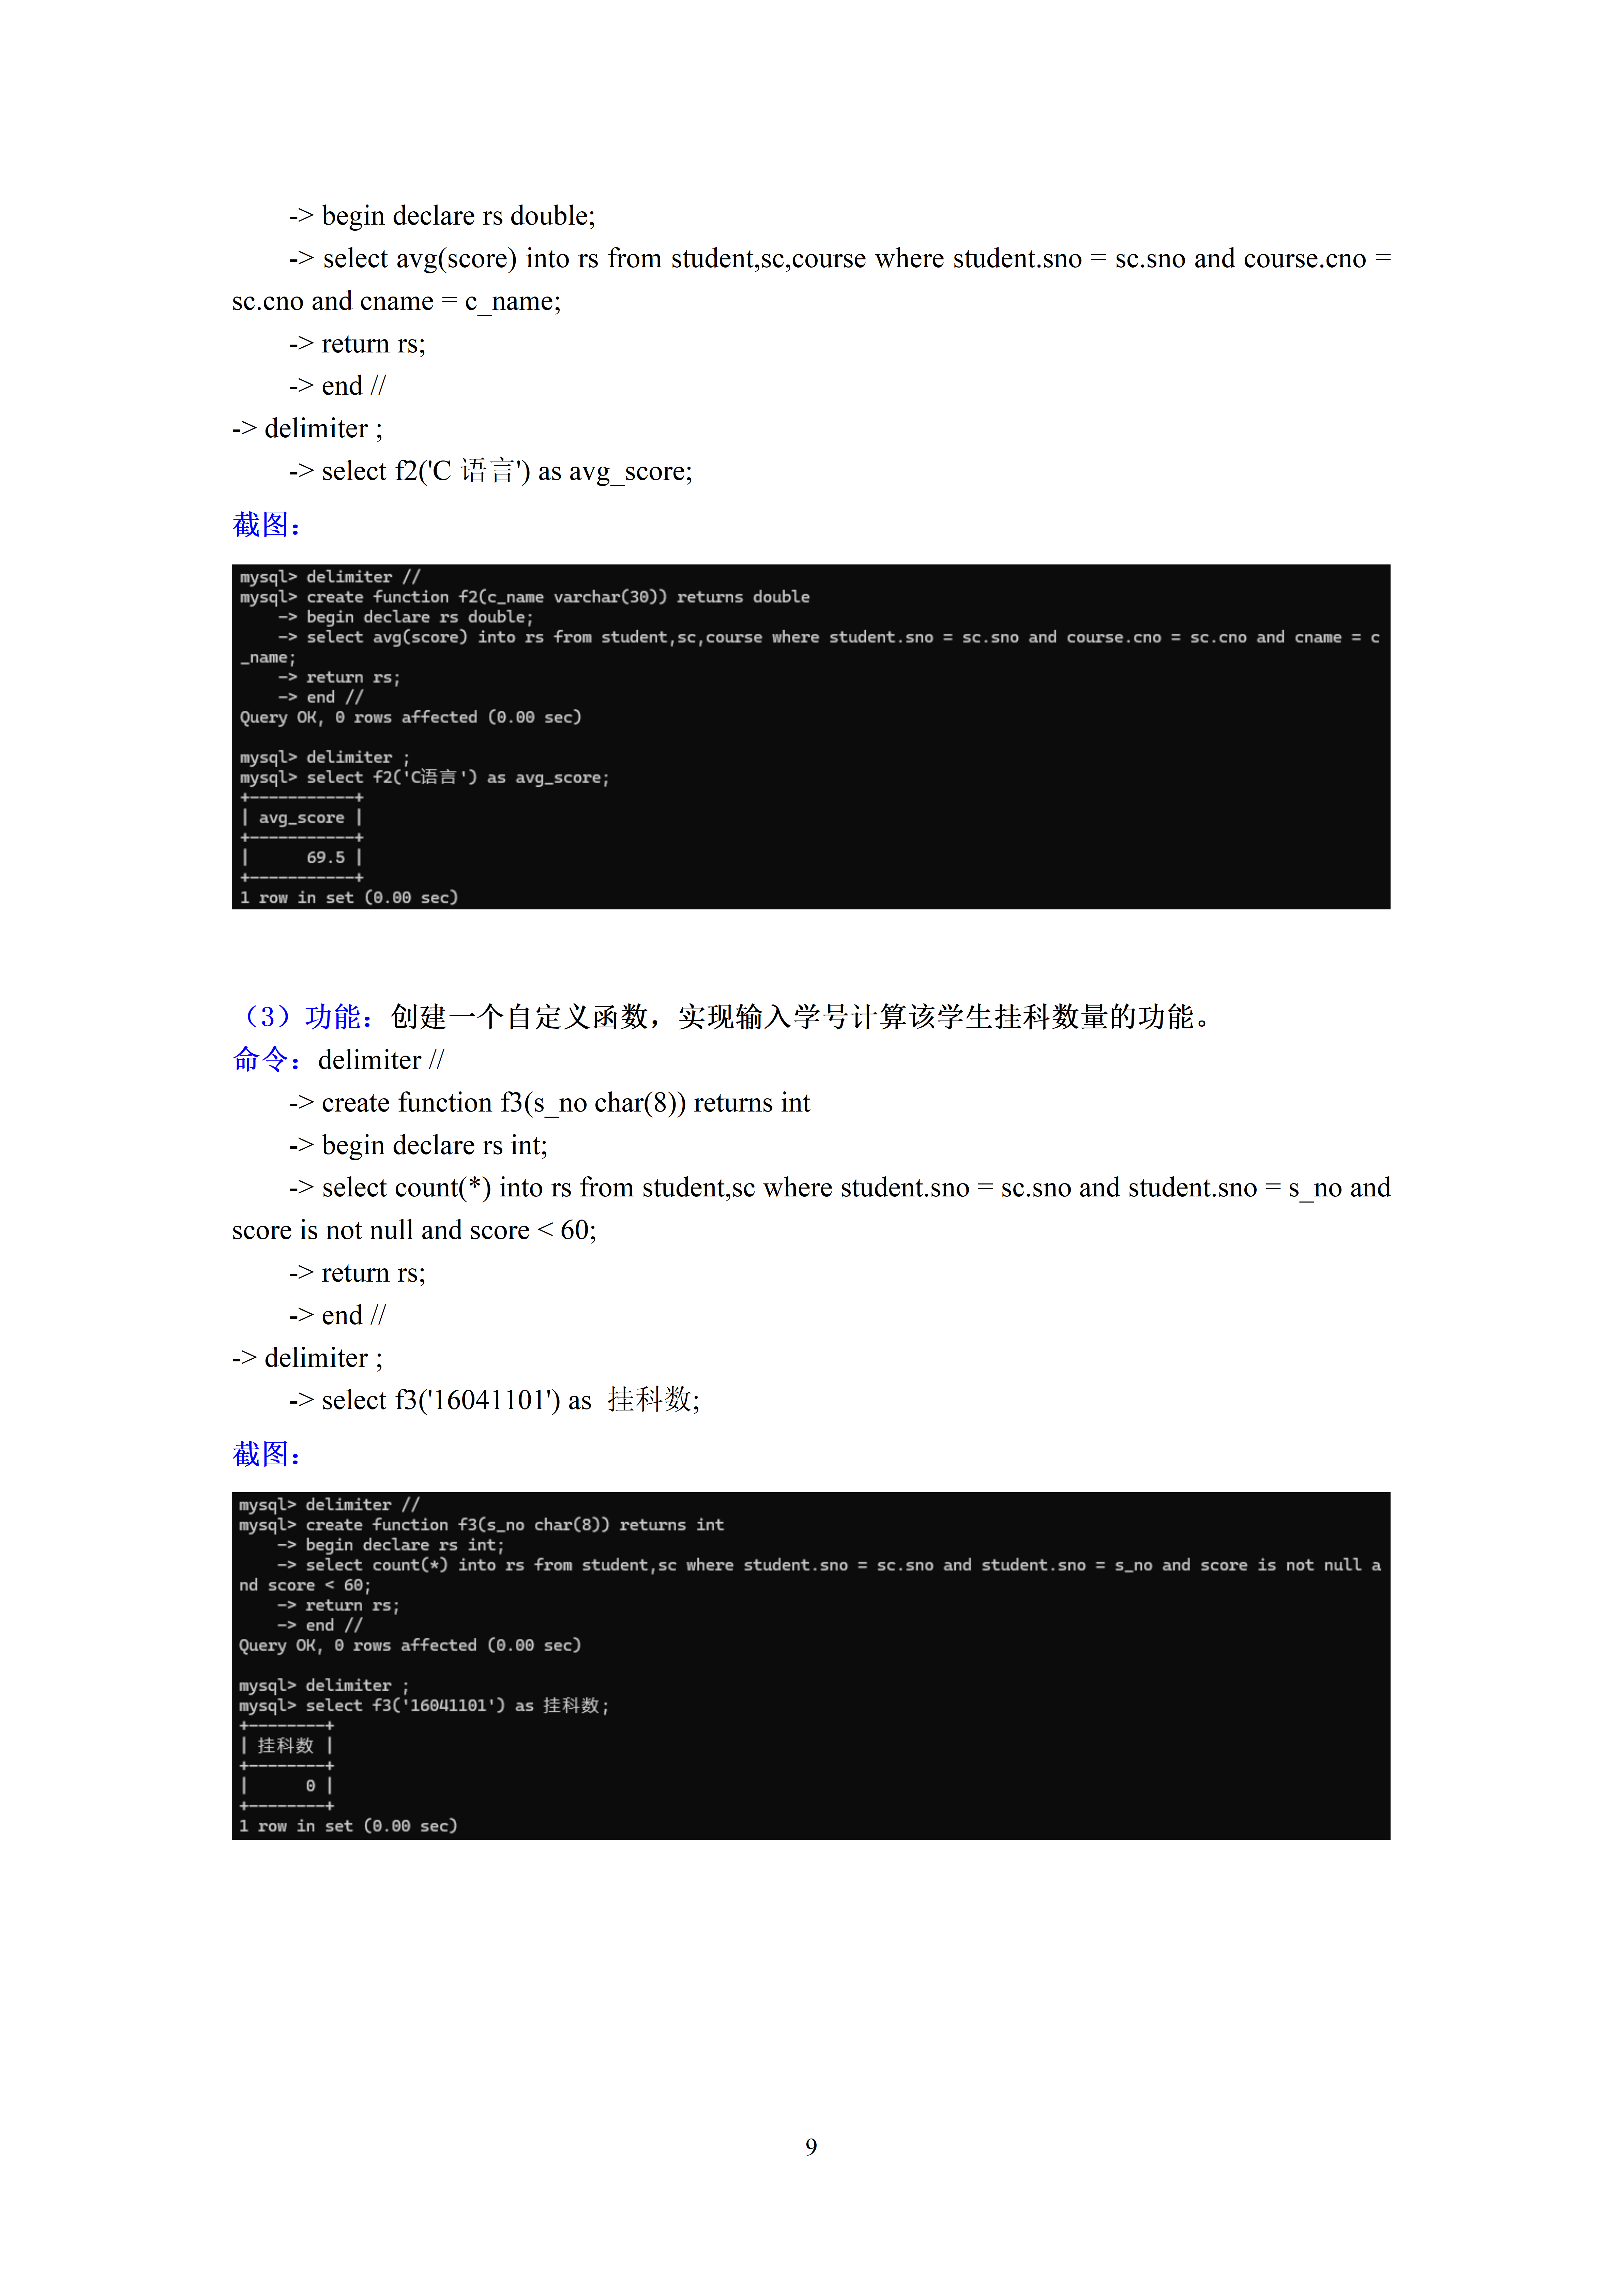 -> begin declare rs double;
-> select avg(score) into rs from student,sc,course where student.sno = sc.sno and course.cno =
sc.cno and cname = c_name;
-> return rs;
-> end //
-> delimiter ;
-> select f2('C 语言') as avg_score;
截图：
mysql> delimiter //
mysql> create function f2(c_name varchar(30)) returns double
    -> begin declare rs double;
    -> select avg(score) into rs from student,sc,course where student.sno = sc.sno and course.cno = sc.cno and cname = c
_name;
    -> return rs;
    -> end //
Query OK, 0 rows affected (0.00 sec)
mysql> delimiter ;
mysql> select f2('C语言') as avg_score;
+-----------+
| avg_score |
+-----------+
|      69.5 |
+-----------+
1 row in set (0.00 sec)
（3）功能：创建一个自定义函数，实现输入学号计算该学生挂科数量的功能。
命令：delimiter //
-> create function f3(s_no char(8)) returns int
-> begin declare rs int;
-> select count(*) into rs from student,sc where student.sno = sc.sno and student.sno = s_no and
score is not null and score < 60;
-> return rs;
-> end //
-> delimiter ;
-> select f3('16041101') as 挂科数;
截图：
mysql> delimiter //
mysql> create function f3(s_no char(8)) returns int
    -> begin declare rs int;
    -> select count(*) into rs from student,sc where student.sno = sc.sno and student.sno = s_no and score is not null a
nd score < 60;
    -> return rs;
    -> end //
Query OK, 0 rows affected (0.00 sec)
mysql> delimiter ;
mysql> select f3('16041101') as 挂科数;
+--------+
| 挂科数 |
+--------+
|      0 |
+--------+
1 row in set (0.00 sec)
9